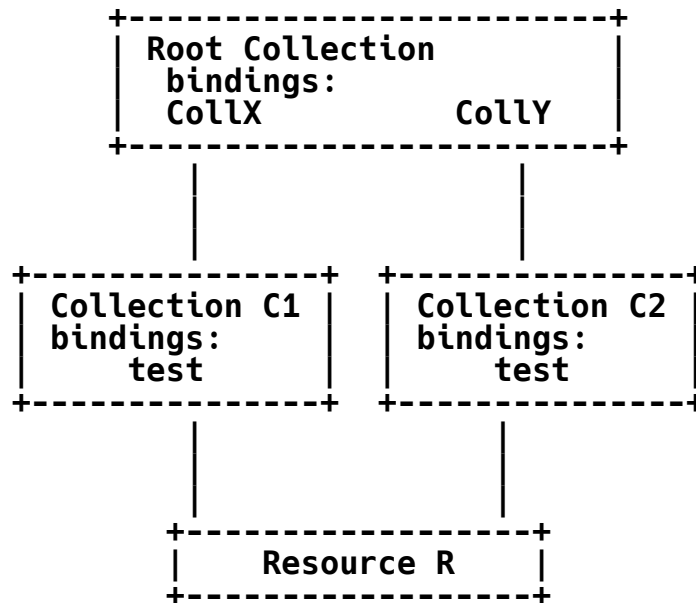 Root Collection
bindings:
CollX CollY
Collection C1 Collection C2
bindings: bindings:
test test
Resource R